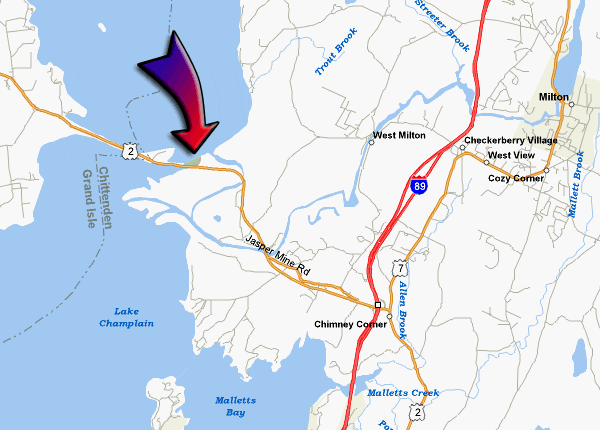 Streeter Brook
Trout Brook
Milton
West Milton
Checkerberry Village
2
West View
Cozy Corner
89
Mallett Brook
Chittenden
Grand Isle
Jasper Mine Rd
7
Allen Brook
Lake
Champlain
Chimney Corner
Malletts Creek
Malletts
Bay
2